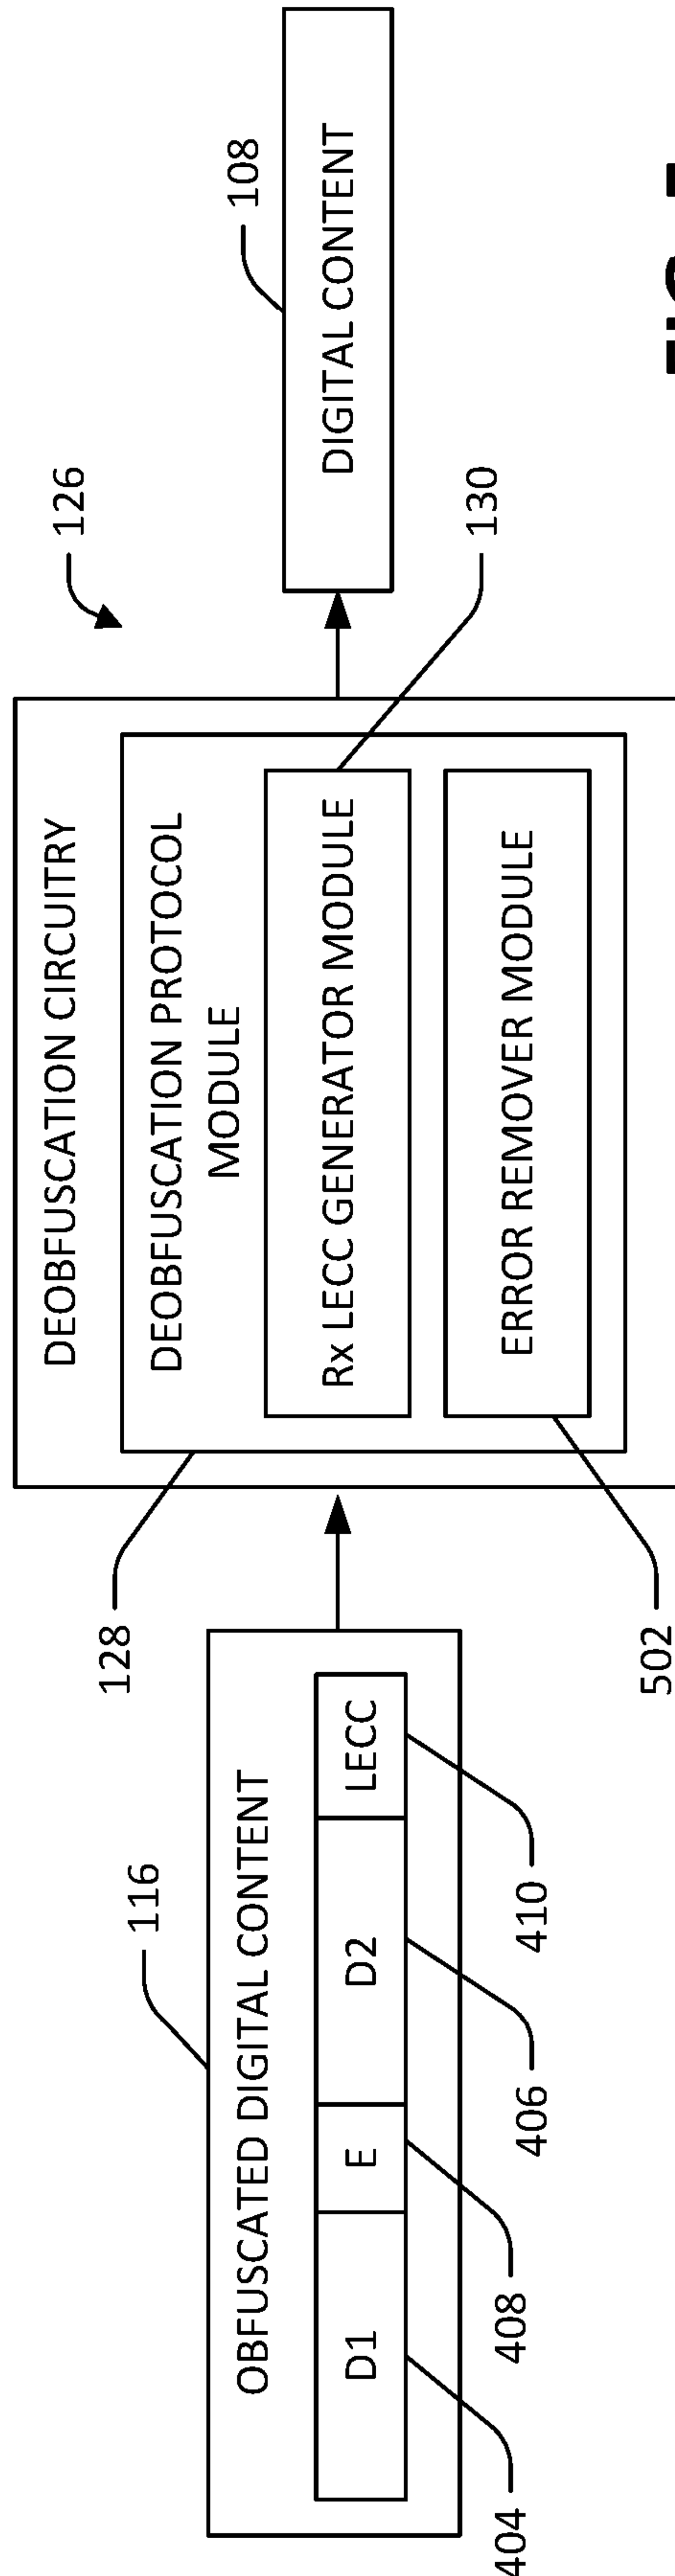 116
OBFUSCATED DIGITAL CONTENT
D1
E
D2
LECC
404
408
406
410
126
128
DEOBFUSCATION CIRCUITRY
DEOBFUSCATION PROTOCOL
MODULE
Rx LECC GENERATOR MODULE
ERROR REMOVER MODULE
130
502
108
DIGITAL CONTENT